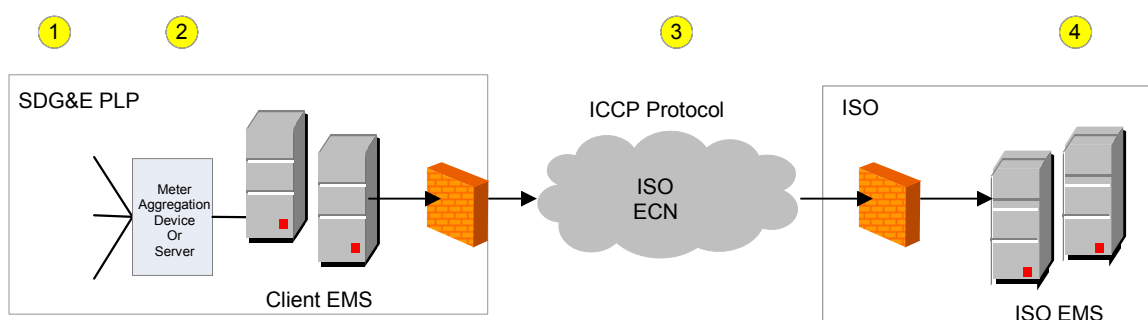 1
2
3
4
SDG&E PLP
ICCP Protocol
ISO
Meter
Aggregation
Device
Or
Server
ISO
ECN
Client EMS
ISO EMS